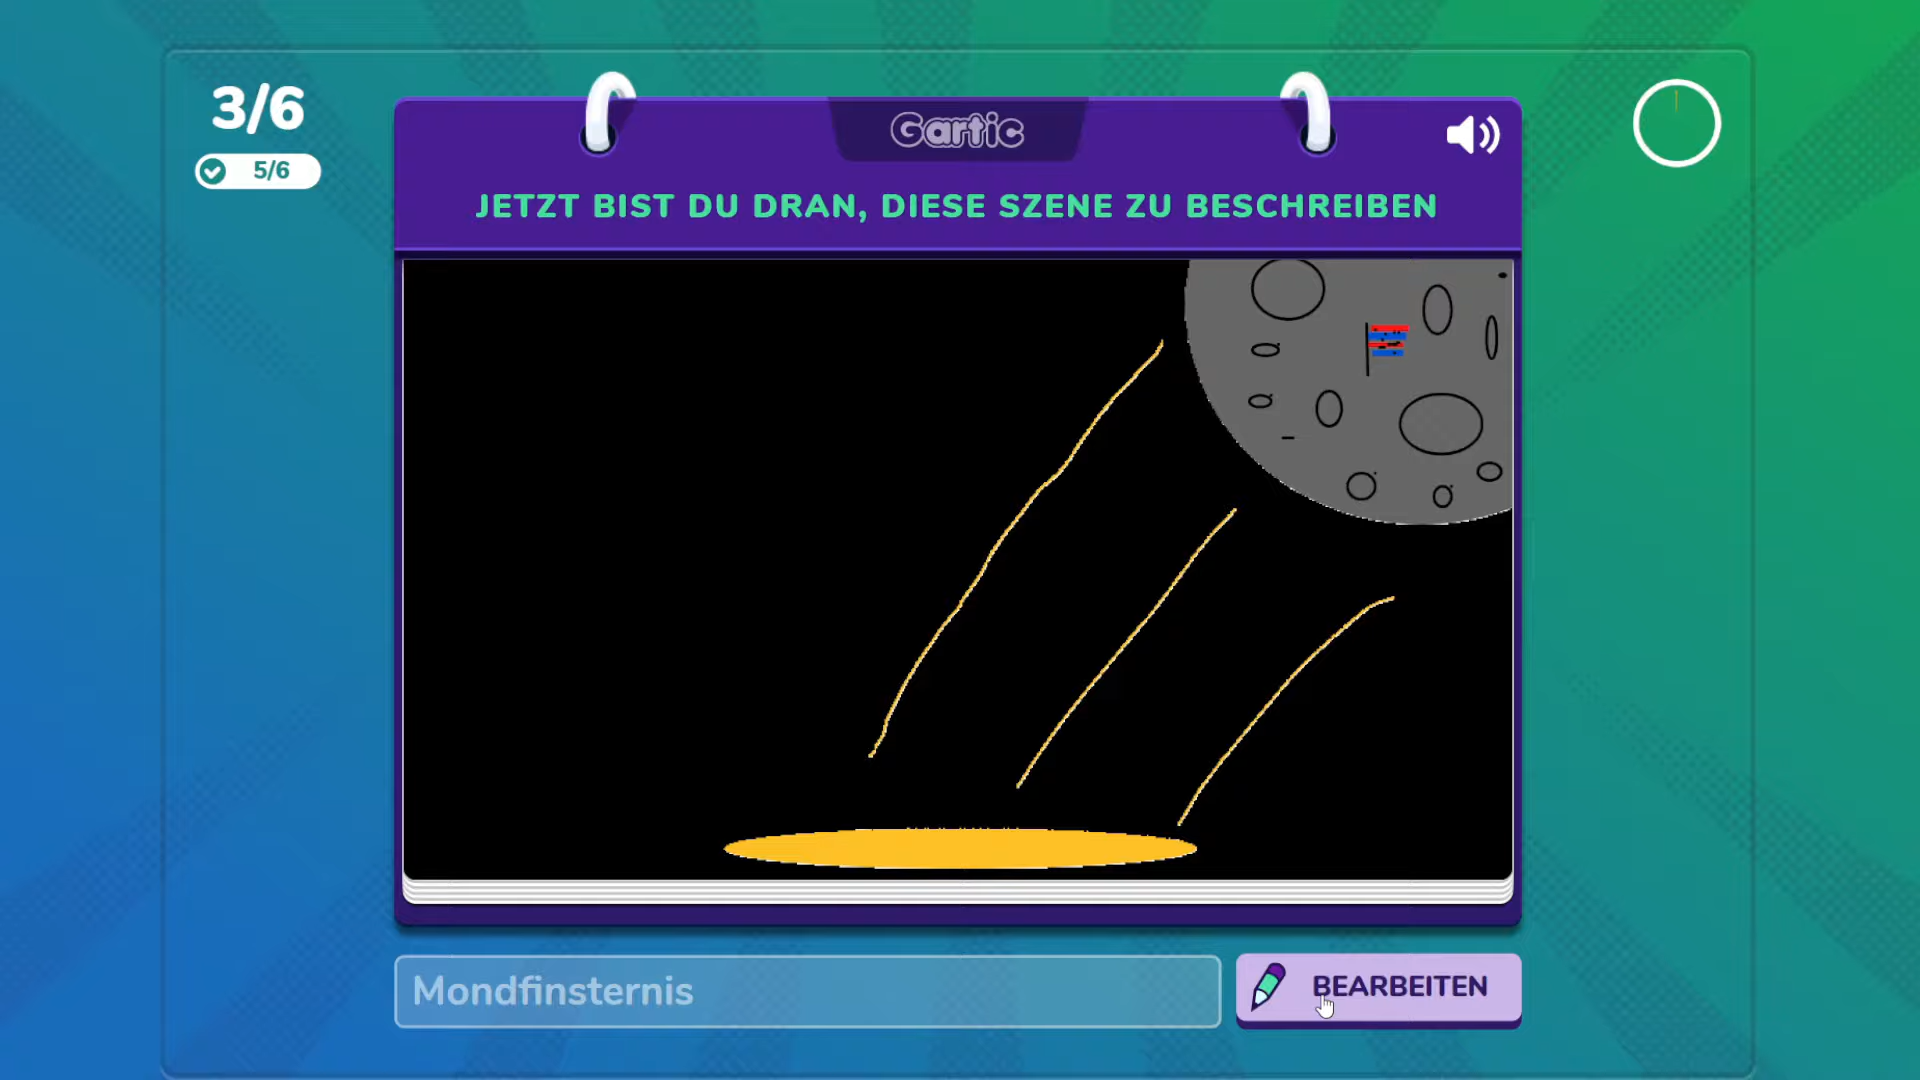 3/6
5/6
Gartic
JETZT BIST DU DRAN, DIESE SZENE ZU BESCHREIBEN
Mondfinsternis
BEARBEITEN